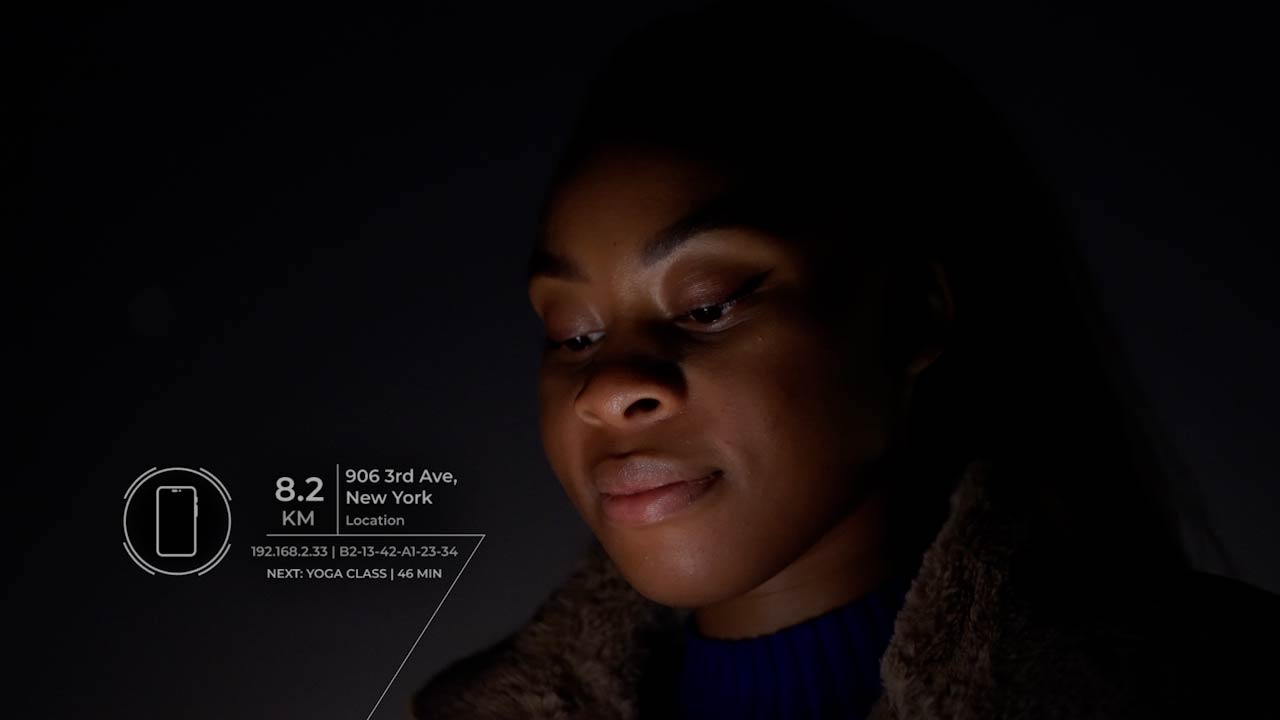 8.2
KM
906 3rd Ave,
New York
Location
192.168.2.33 | B2-13-42-A1-23-34
NEXT: YOGA CLASS | 46 MIN